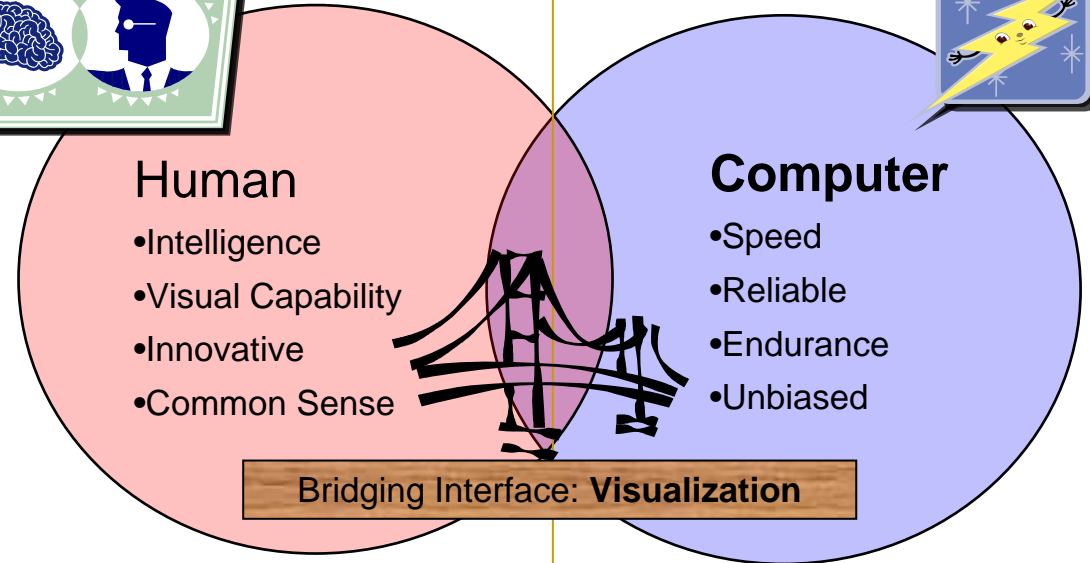 Human
•Intelligence
•Visual Capability
•Innovative
•Common Sense
Computer
•Speed
•Reliable
•Endurance
•Unbiased
Bridging Interface: Visualization